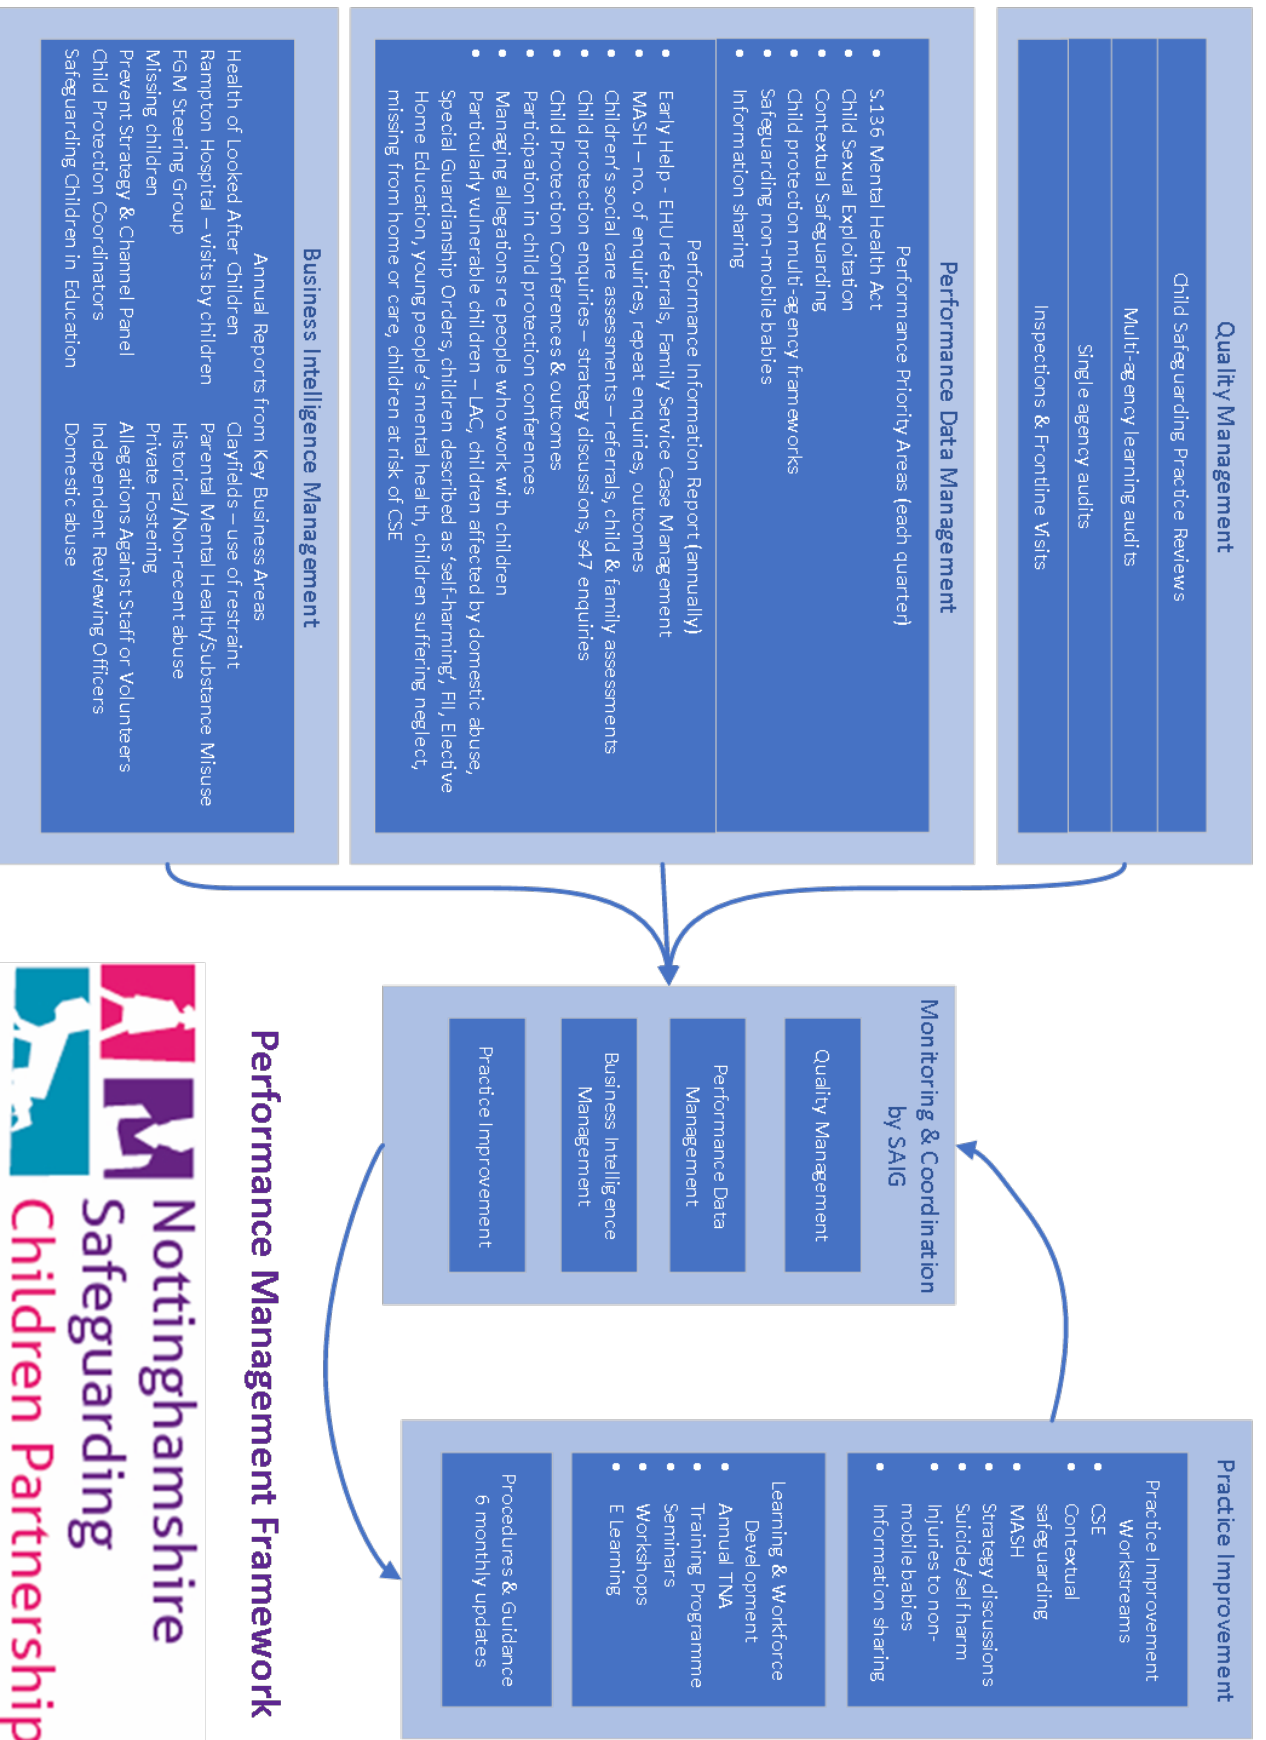 Quality Management
Child Safeguarding Practice Reviews
Multi-agency learning audits
Single agency audits
Inspections & Frontline Visits
Performance Data Management
Performance Priority Areas (each quarter)
• S.136 Mental Health Act
• Child Sexual Exploitation
• Contextual Safeguarding
• Child protection multi-agency frameworks
• Safeguarding non-mobile babies
• Information sharing
Performance Information Report (annually)
• Early Help - EHU referrals, Family Service Case Management
• MASH – no. of enquiries, repeat enquiries, outcomes
• Children's social care assessments – referrals, child & family assessments
• Child protection enquiries – strategy discussions, s47 enquiries
• Child Protection Conferences & outcomes
• Participation in child protection conferences
• Managing allegations re people who work with children
• Particularly vulnerable children – LAC, children affected by domestic abuse,
Special Guardianship Orders, children described as 'self-harming', FII, Elective
Home Education, young people's mental health, children suffering neglect,
missing from home or care, children at risk of CSE
Business Intelligence Management
Annual Reports from Key Business Areas
Health of Looked After Children
Rampton Hospital – visits by children
FGM Steering Group
Missing children
Prevent Strategy & Channel Panel
Child Protection Coordinators
Safeguarding Children in Education
Clayfields – use of restraint
Parental Mental Health/Substance Misuse
Historical/Non-recent abuse
Private Fostering
Allegations Against Staff or Volunteers
Independent Reviewing Officers
Domestic abuse
Monitoring & Coordination
by SAIG
Quality Management
Performance Data
Management
Business Intelligence
Management
Practice Improvement
Practice Improvement
Practice Improvement
Workstreams
• CSE
• Contextual
safeguarding
• MASH
• Strategy discussions
• Suicide/self harm
• Injuries to non-
mobile babies
• Information sharing
Learning & Workforce
Development
• Annual TNA
• Training Programme
• Seminars
• Workshops
• E Learning
Procedures & Guidance
6 monthly updates
Performance Management Framework
Nottinghamshire
Safeguarding
Children Partnership